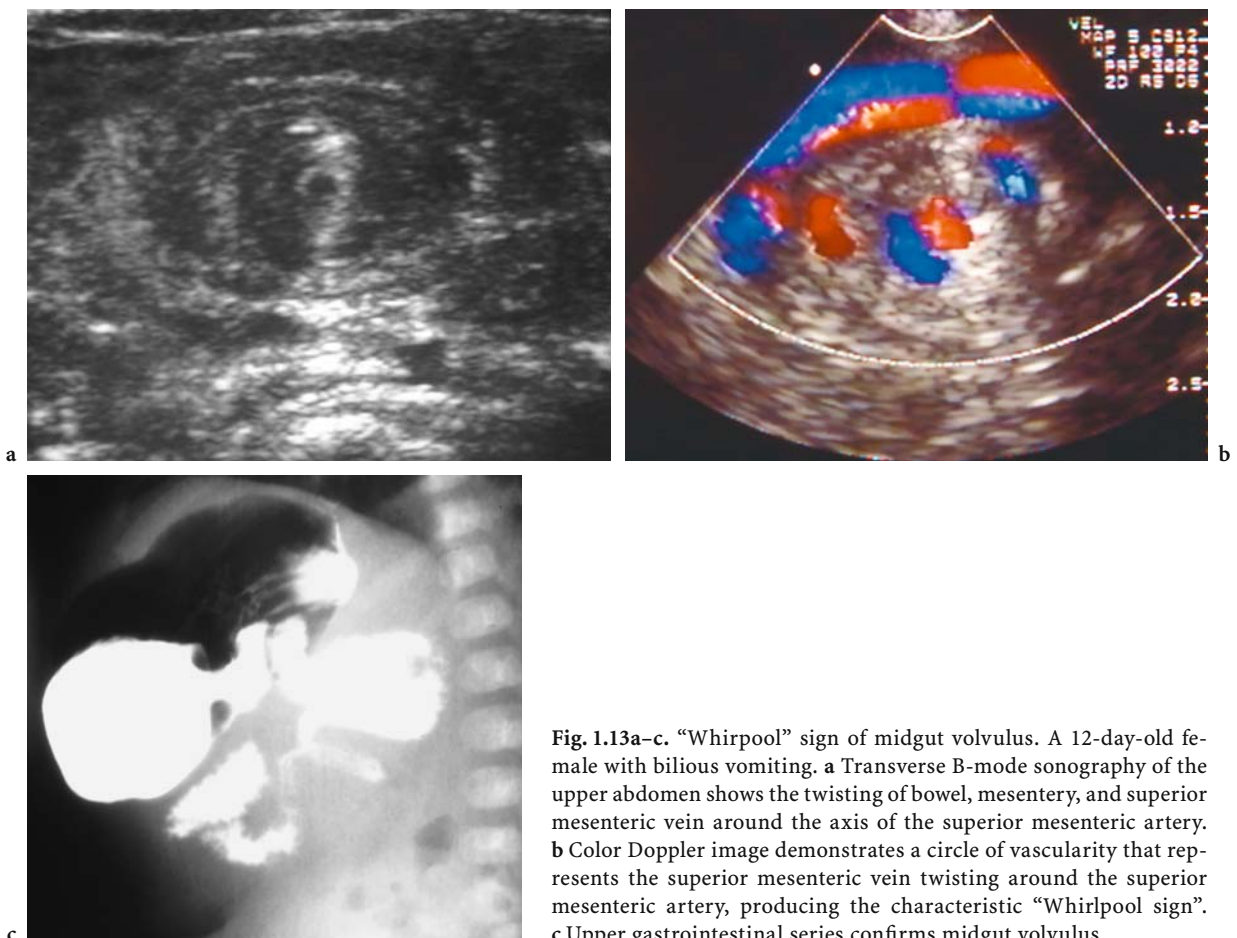 VEL
MAP 5 CS12
WF 100 P4
PRF 3022
2D RS D6
1.0
1.5
2.0
2.5
a
b
c
Fig. 1.13a–c. “Whirpool” sign of midgut volvulus. A 12-day-old fe-
male with bilious vomiting. a Transverse B-mode sonography of the
upper abdomen shows the twisting of bowel, mesentery, and superior
mesenteric vein around the axis of the superior mesenteric artery.
b Color Doppler image demonstrates a circle of vascularity that rep-
resents the superior mesenteric vein twisting around the superior
mesenteric artery, producing the characteristic “Whirlpool sign”.
c Upper gastrointestinal series confirms midgut volvulus